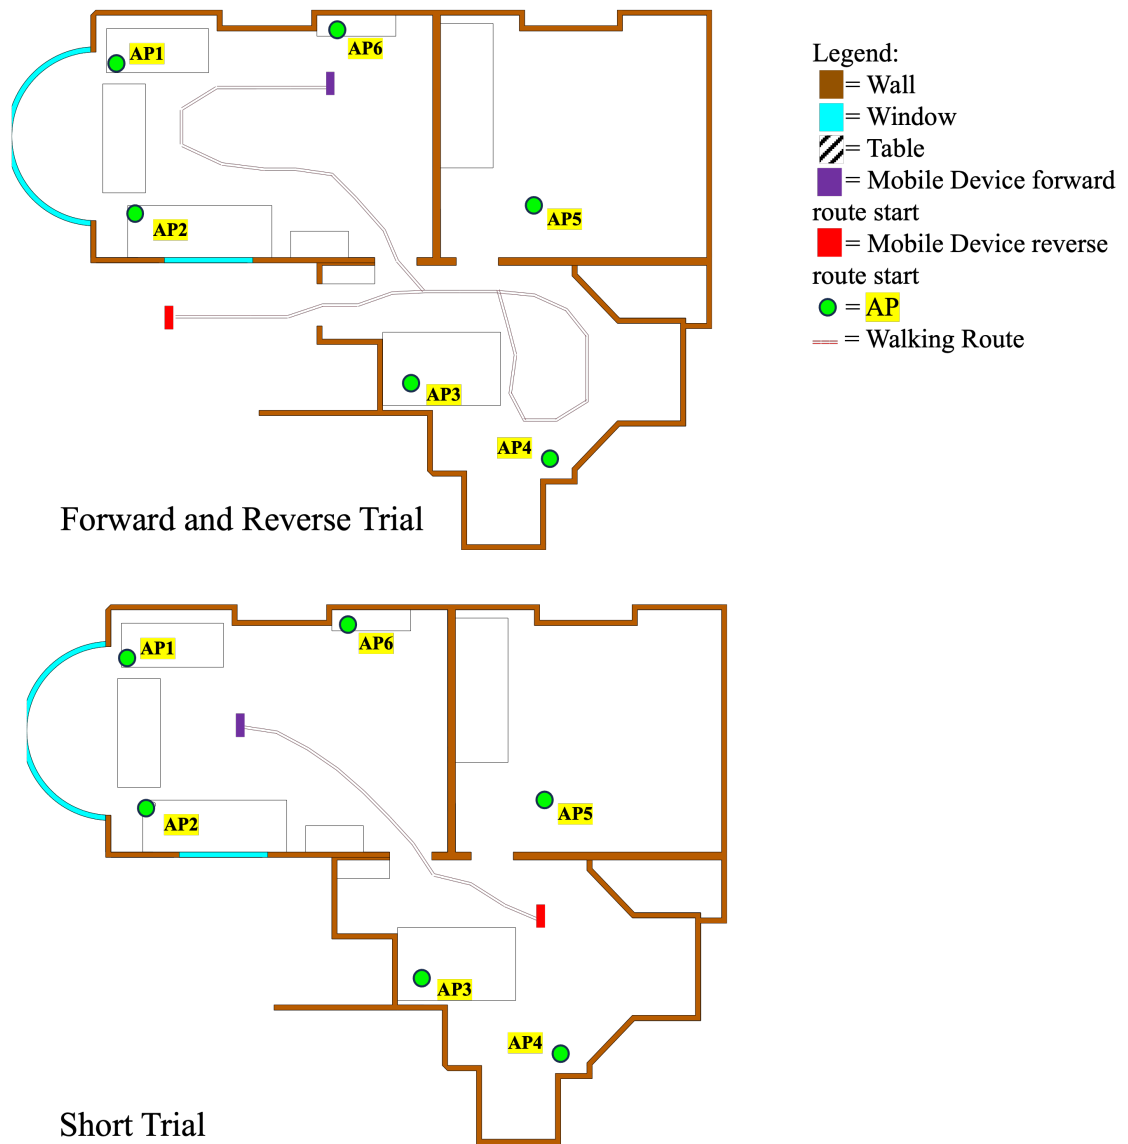 AP1
AP6
AP2
AP5
AP3
AP4
Forward and Reverse Trial
Legend:
= Wall
= Window
= Table
= Mobile Device forward
route start
= Mobile Device reverse
route start
= AP
= Walking Route
AP1
AP6
AP2
AP5
AP3
AP4
Short Trial